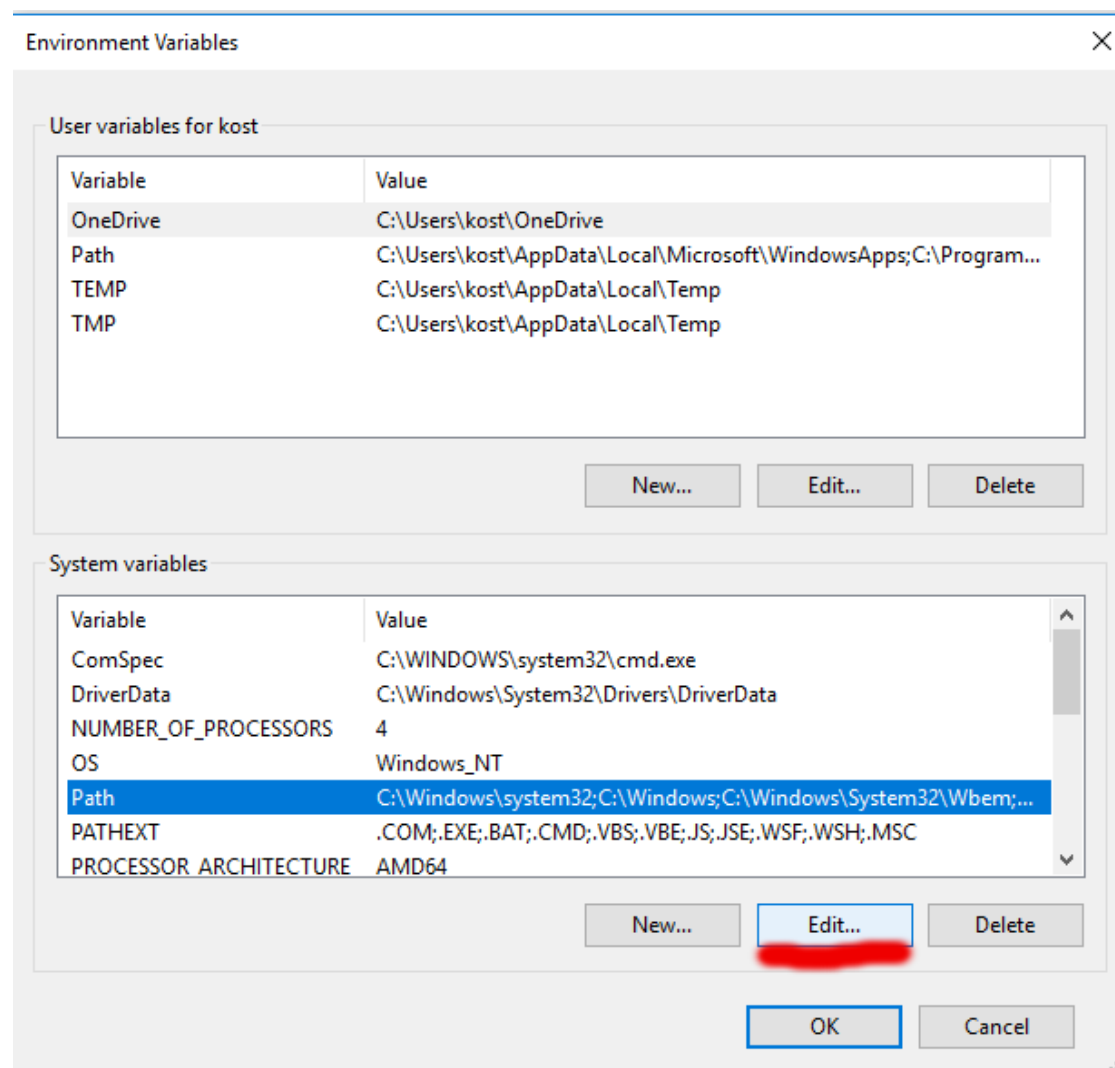 Environment Variables
User variables for kost
Variable Value
OneDrive C:\Users\kost\OneDrive
Path C:\Users\kost\AppData\Local\Microsoft\WindowsApps;C:\Program...
TEMP C:\Users\kost\AppData\Local\Temp
TMP C:\Users\kost\AppData\Local\Temp
New... Edit... Delete
System variables
Variable Value
ComSpec C:\WINDOWS\system32\cmd.exe
DriverData C:\Windows\System32\Drivers\DriverData
NUMBER_OF_PROCESSORS 4
OS Windows_NT
Path C:\Windows\system32;C:\Windows;C:\Windows\System32\Wbem;...
PATHEXT .COM;.EXE;.BAT;.CMD;.VBS;.VBE;.JS;.JSE;.WSF;.WSH;.MSC
PROCESSOR_ARCHITECTURE AMD64
New... Edit... Delete
OK Cancel